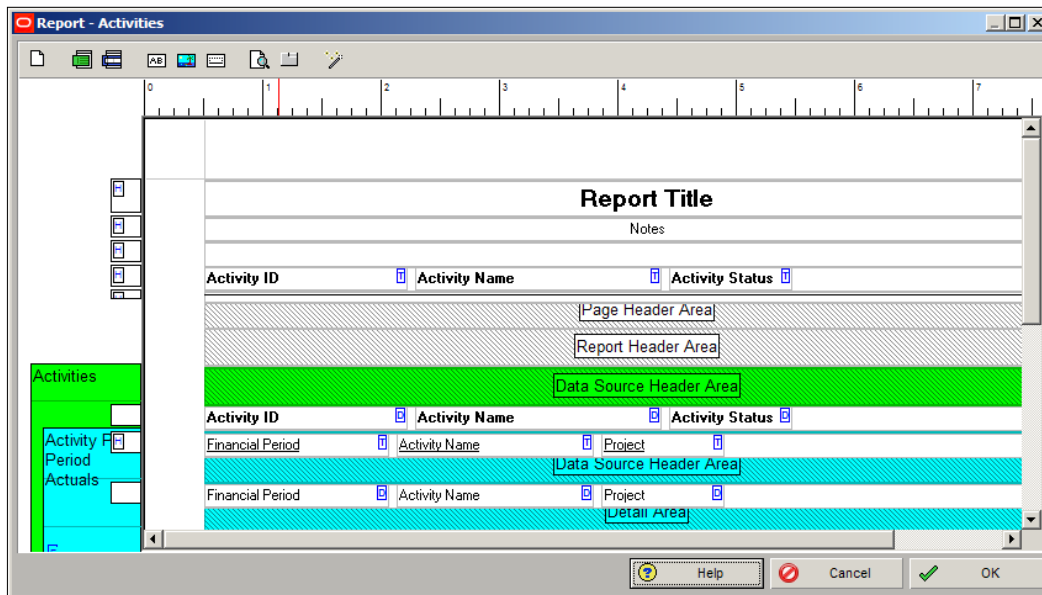 Report - Activities
AB
0 1 2 3 4 5 6 7
H
Report Title
H
Notes
H
H
Activity ID T Activity Name T Activity Status T
Page Header Area
Report Header Area
Activities
Data Source Header Area
Activity ID D Activity Name D Activity Status D
Activity P H
Period
Actuals
Financial Period T Activity Name T Project T
Data Source Header Area
Financial Period D Activity Name D Project D
Detail Area
Help Cancel OK